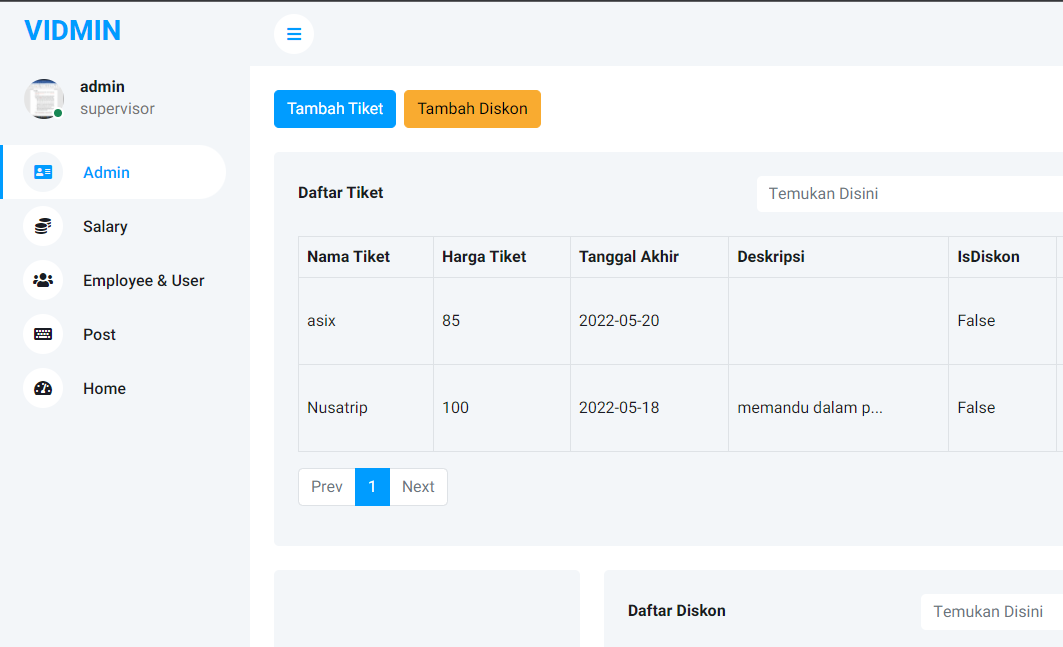 VIDMIN
admin
supervisor
Admin
Salary
Employee & User
Post
Home
Tambah Tiket Tambah Diskon
Daftar Tiket Temukan Disini
Nama Tiket Harga Tiket Tanggal Akhir Deskripsi IsDiskon
asix 85 2022-05-20 False
Nusatrip 100 2022-05-18 memandu dalam p... False
Prev 1 Next
Daftar Diskon Temukan Disini